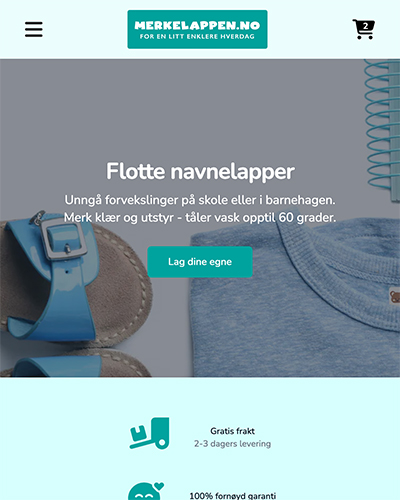 MERKELAPPEN.NO
FOR EN LITT ENKLERE HVERDAG
2
Flotte navnelapper
Unngå forvekslinger på skole eller i barnehagen.
Merk klær og utstyr - tåler vask opptil 60 grader.
Lag dine egne
Gratis frakt
2-3 dagers levering
100% fornøyd garanti